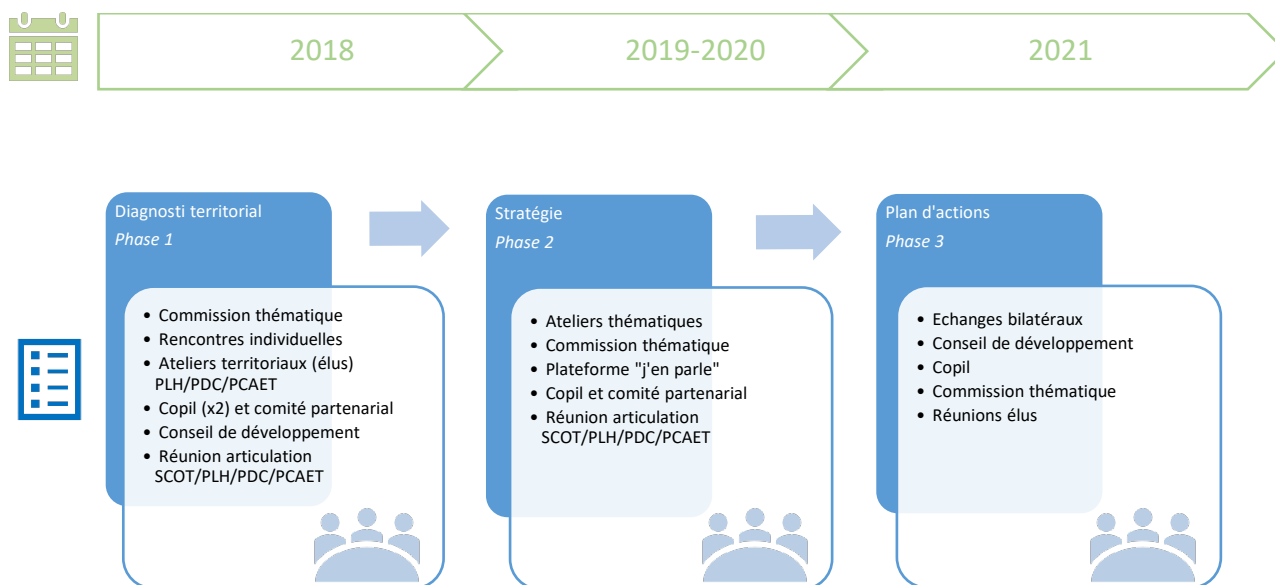 2018
2019-2020
2021
Diagnosti territorial
Phase 1
• Commission thématique
• Rencontres individuelles
• Ateliers territoriaux (élus)
PLH/PDC/PCAET
• Copil (x2) et comité partenarial
• Conseil de développement
• Réunion articulation
SCOT/PLH/PDC/PCAET
Stratégie
Phase 2
• Ateliers thématiques
• Commission thématique
• Plateforme "j'en parle"
• Copil et comité partenarial
• Réunion articulation
SCOT/PLH/PDC/PCAET
Plan d'actions
Phase 3
• Echanges bilatéraux
• Conseil de développement
• Copil
• Commission thématique
• Réunions élus